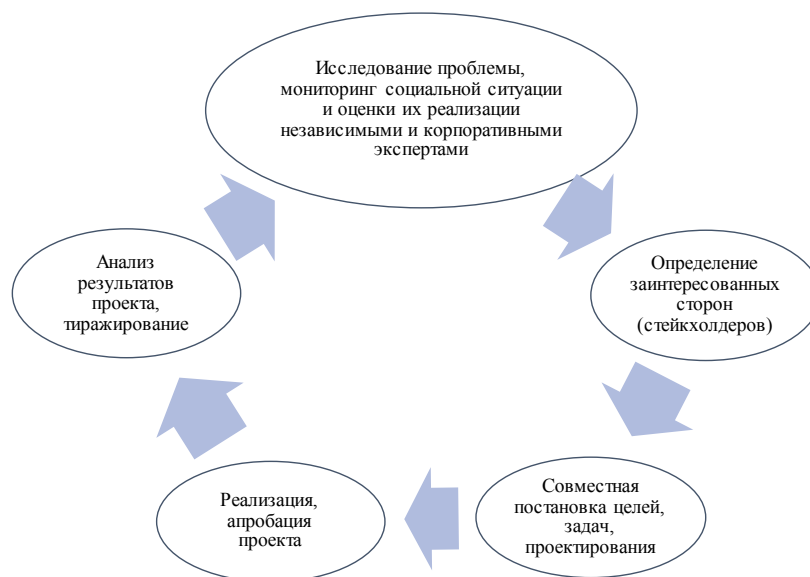 Исследование проблемы,
мониторинг социальной ситуации
и оценки их реализации
независимыми и корпоративными
экспертами
Определение
заинтересованных
сторон
(стейкхолдеров)
Совместная
постановка целей,
задач,
проектирования
Реализация,
апробация
проекта
Анализ
результатов
проекта,
тиражирование